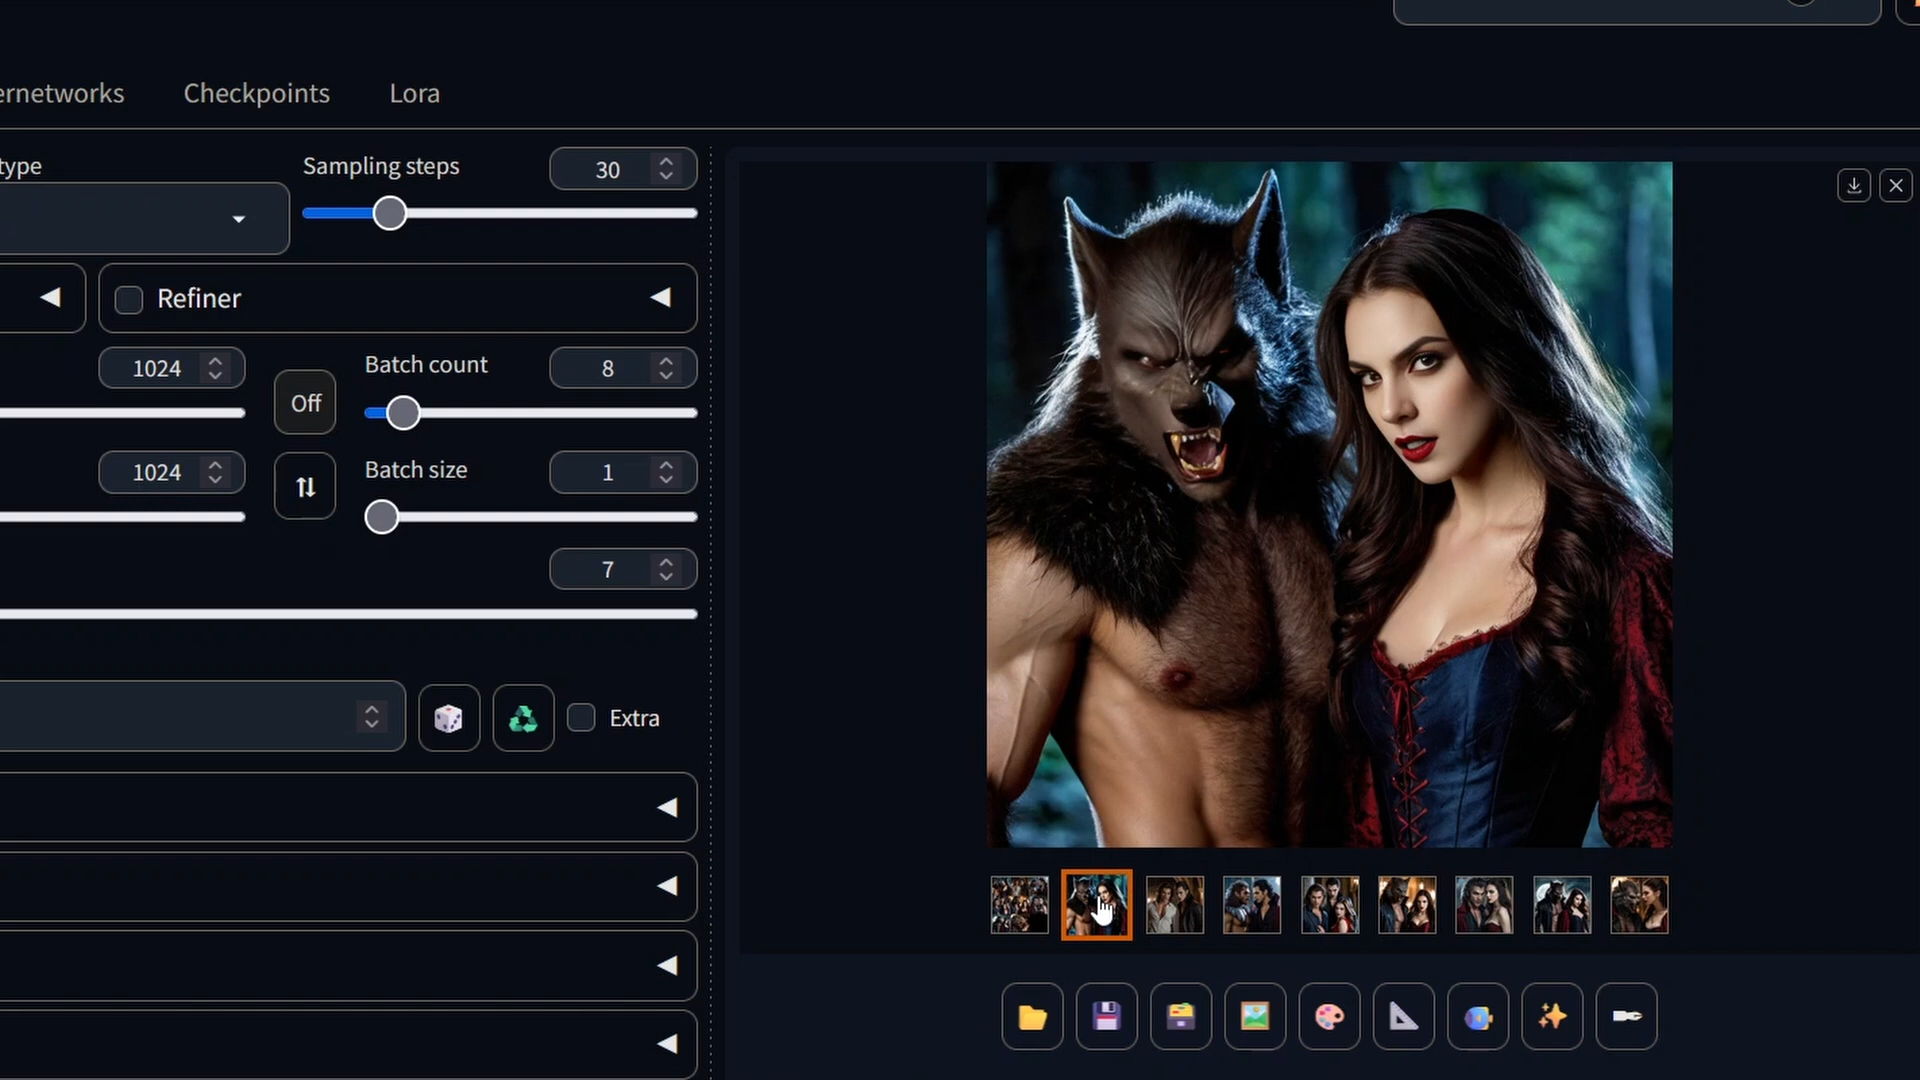 ernetworks Checkpoints Lora
type Sampling steps 30
Refiner
1024 Off Batch count 8
1024 Batch size 1
7
Extra